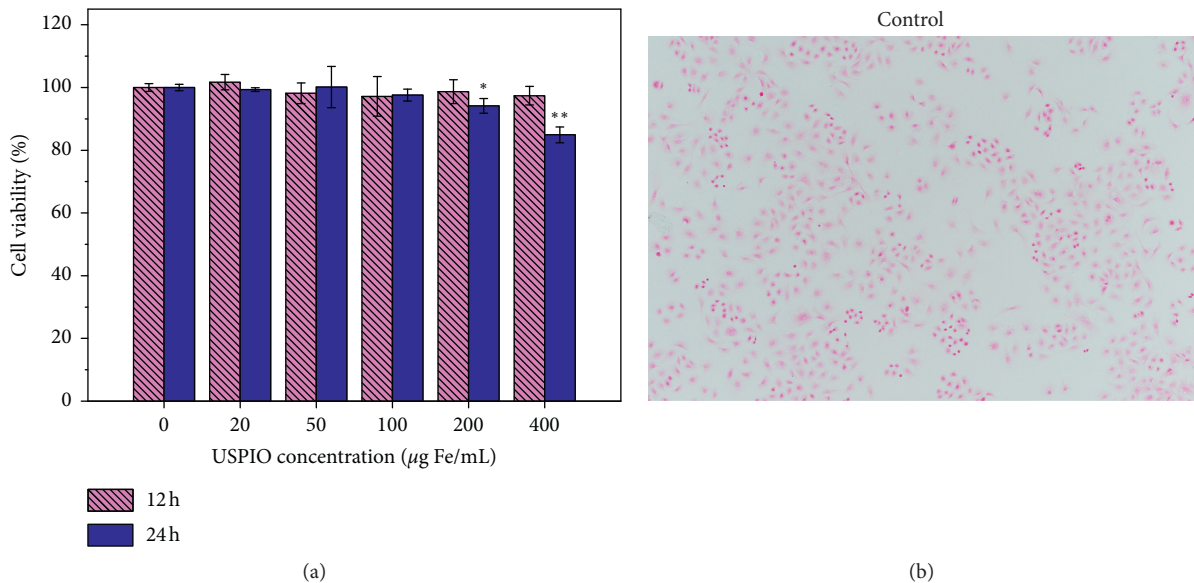 Control
120
100
80
60
40
20
0
Cell viability (%)
*
**
0 20 50 100 200 400
USPIO concentration (µg Fe/mL)
12 h
24 h
(a) (b)